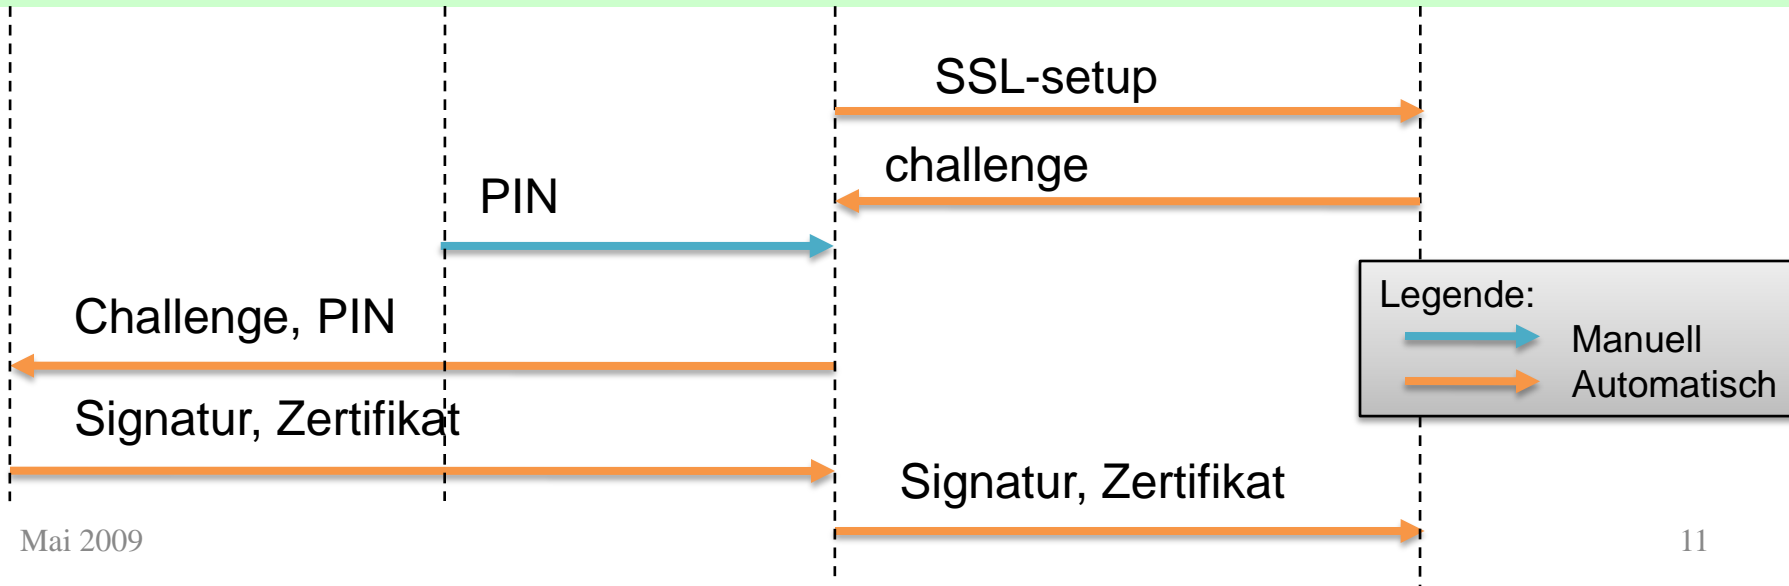 SSL-setup
challenge
PIN
Challenge, PIN
Legende:
Manuell
Automatisch
Signatur, Zertifikat
Signatur, Zertifikat
Mai 2009
11